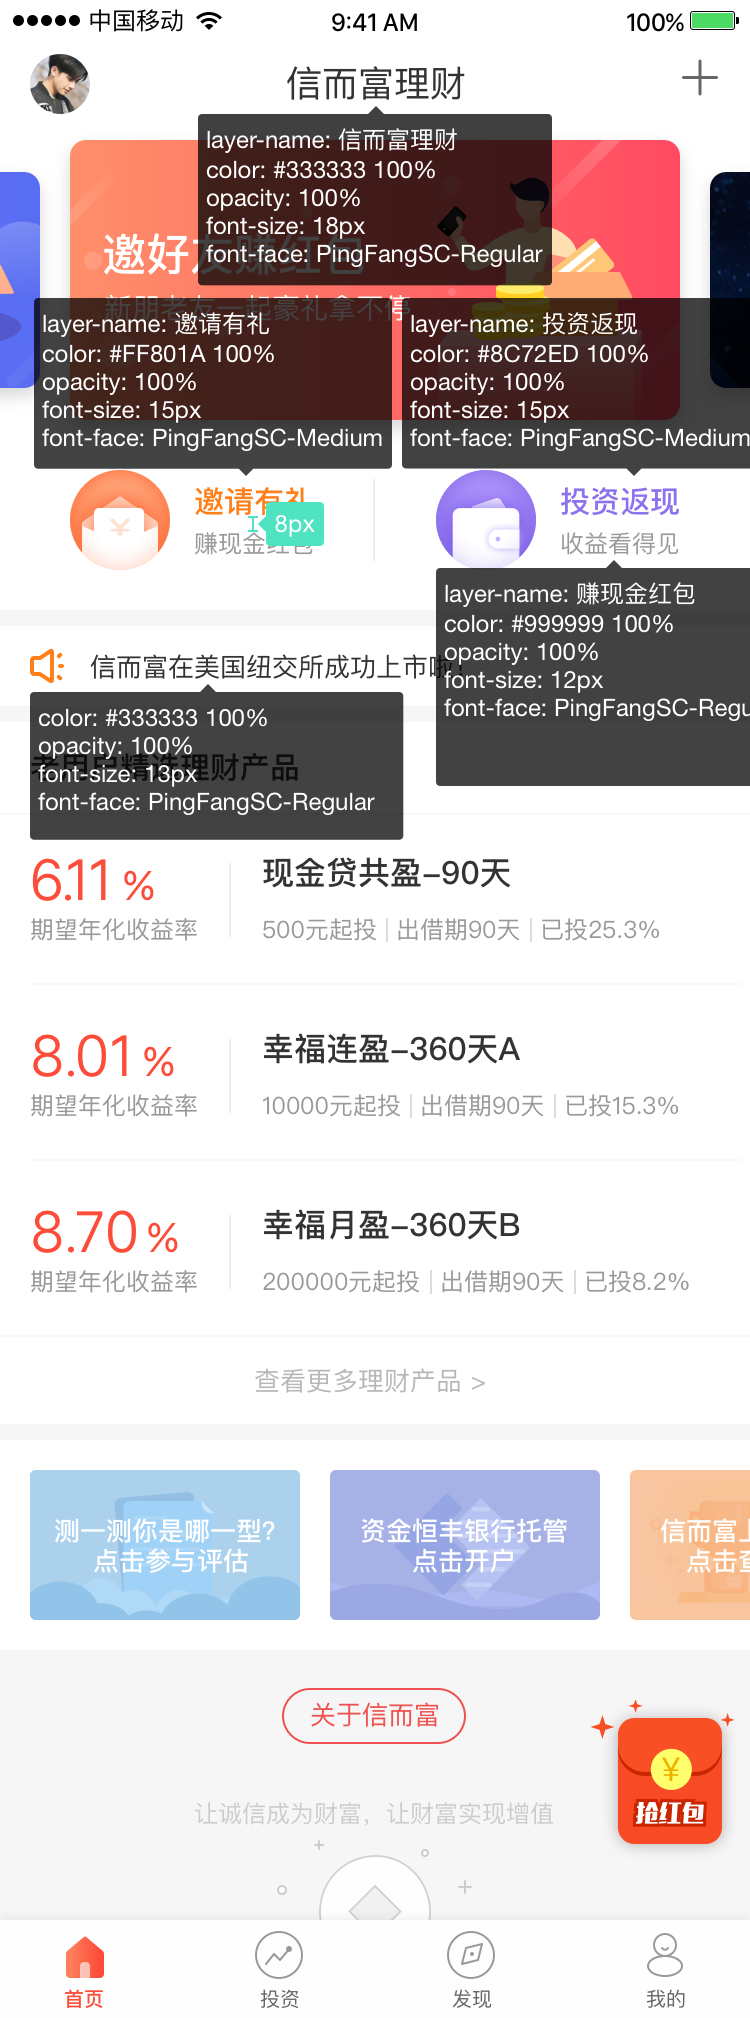 中国移动 9:41 AM 100%
信而富理财
layer-name: 信而富理财
color: #333333 100%
opacity: 100%
font-size: 18px
font-face: PingFangSC-Regular
邀好友赚红包
新朋老友一起豪礼拿不停
layer-name: 邀请有礼
color: #FF801A 100%
opacity: 100%
font-size: 15px
font-face: PingFangSC-Medium
layer-name: 投资返现
color: #8C72ED 100%
opacity: 100%
font-size: 15px
font-face: PingFangSC-Medium
邀请有礼
8px
赚现金红包
投资返现
收益看得见
layer-name: 赚现金红包
color: #999999 100%
opacity: 100%
font-size: 12px
font-face: PingFangSC-Regu
信而富在美国纽交所成功上市啦!
color: #333333 100%
opacity: 100%
font-size: 13px
font-face: PingFangSC-Regular
老用户精选理财产品
6.11 %
期望年化收益率
现金贷共盈-90天
500元起投 | 出借期90天 | 已投25.3%
8.01 %
期望年化收益率
幸福连盈-360天A
10000元起投 | 出借期90天 | 已投15.3%
8.70 %
期望年化收益率
幸福月盈-360天B
200000元起投 | 出借期90天 | 已投8.2%
查看更多理财产品 >
测一测你是哪一型?
点击参与评估
资金恒丰银行托管
点击开户
信而富上
点击查
关于信而富
¥
抢红包
让诚信成为财富，让财富实现增值
首页
投资
发现
我的